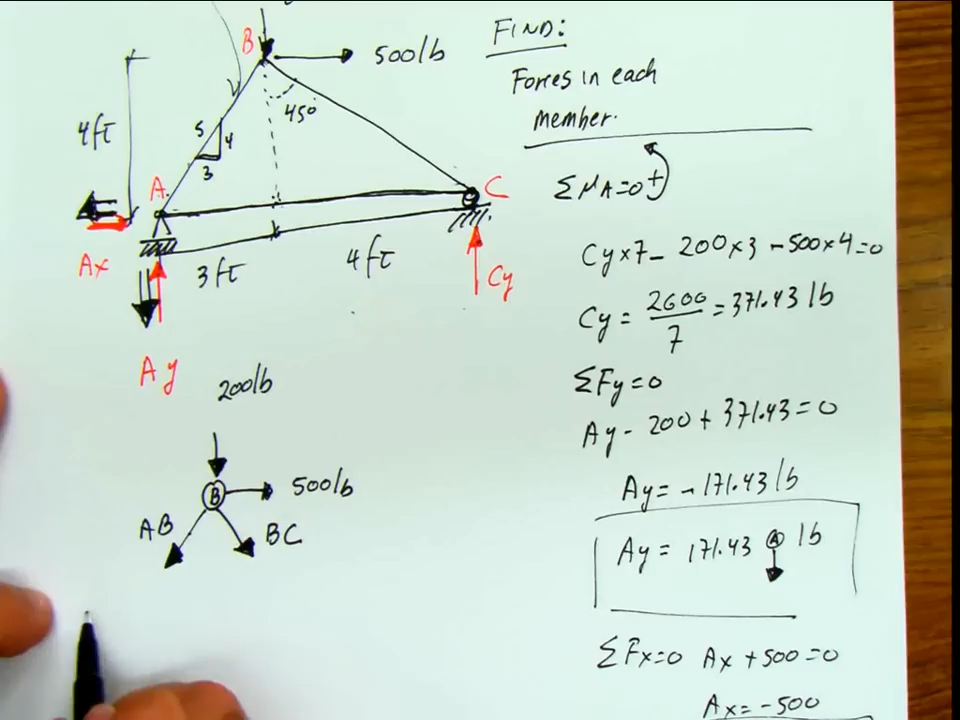 B
500lb
FIND:
Forces in each
member.
4ft
5
4
3
45°
A
C
ΣMA=0+
Ax
3ft
4ft
Cy
Cy×7- 200×3 -500×4=0
Cy = 2600/7 = 371.43 lb
ΣFy=0
Ay
200lb
Ay - 200 + 371.43 = 0
Ay = -171.43 lb
B
500lb
AB
BC
Ay = 171.43 lb
ΣFx=0 Ax +500=0
Ax=-500